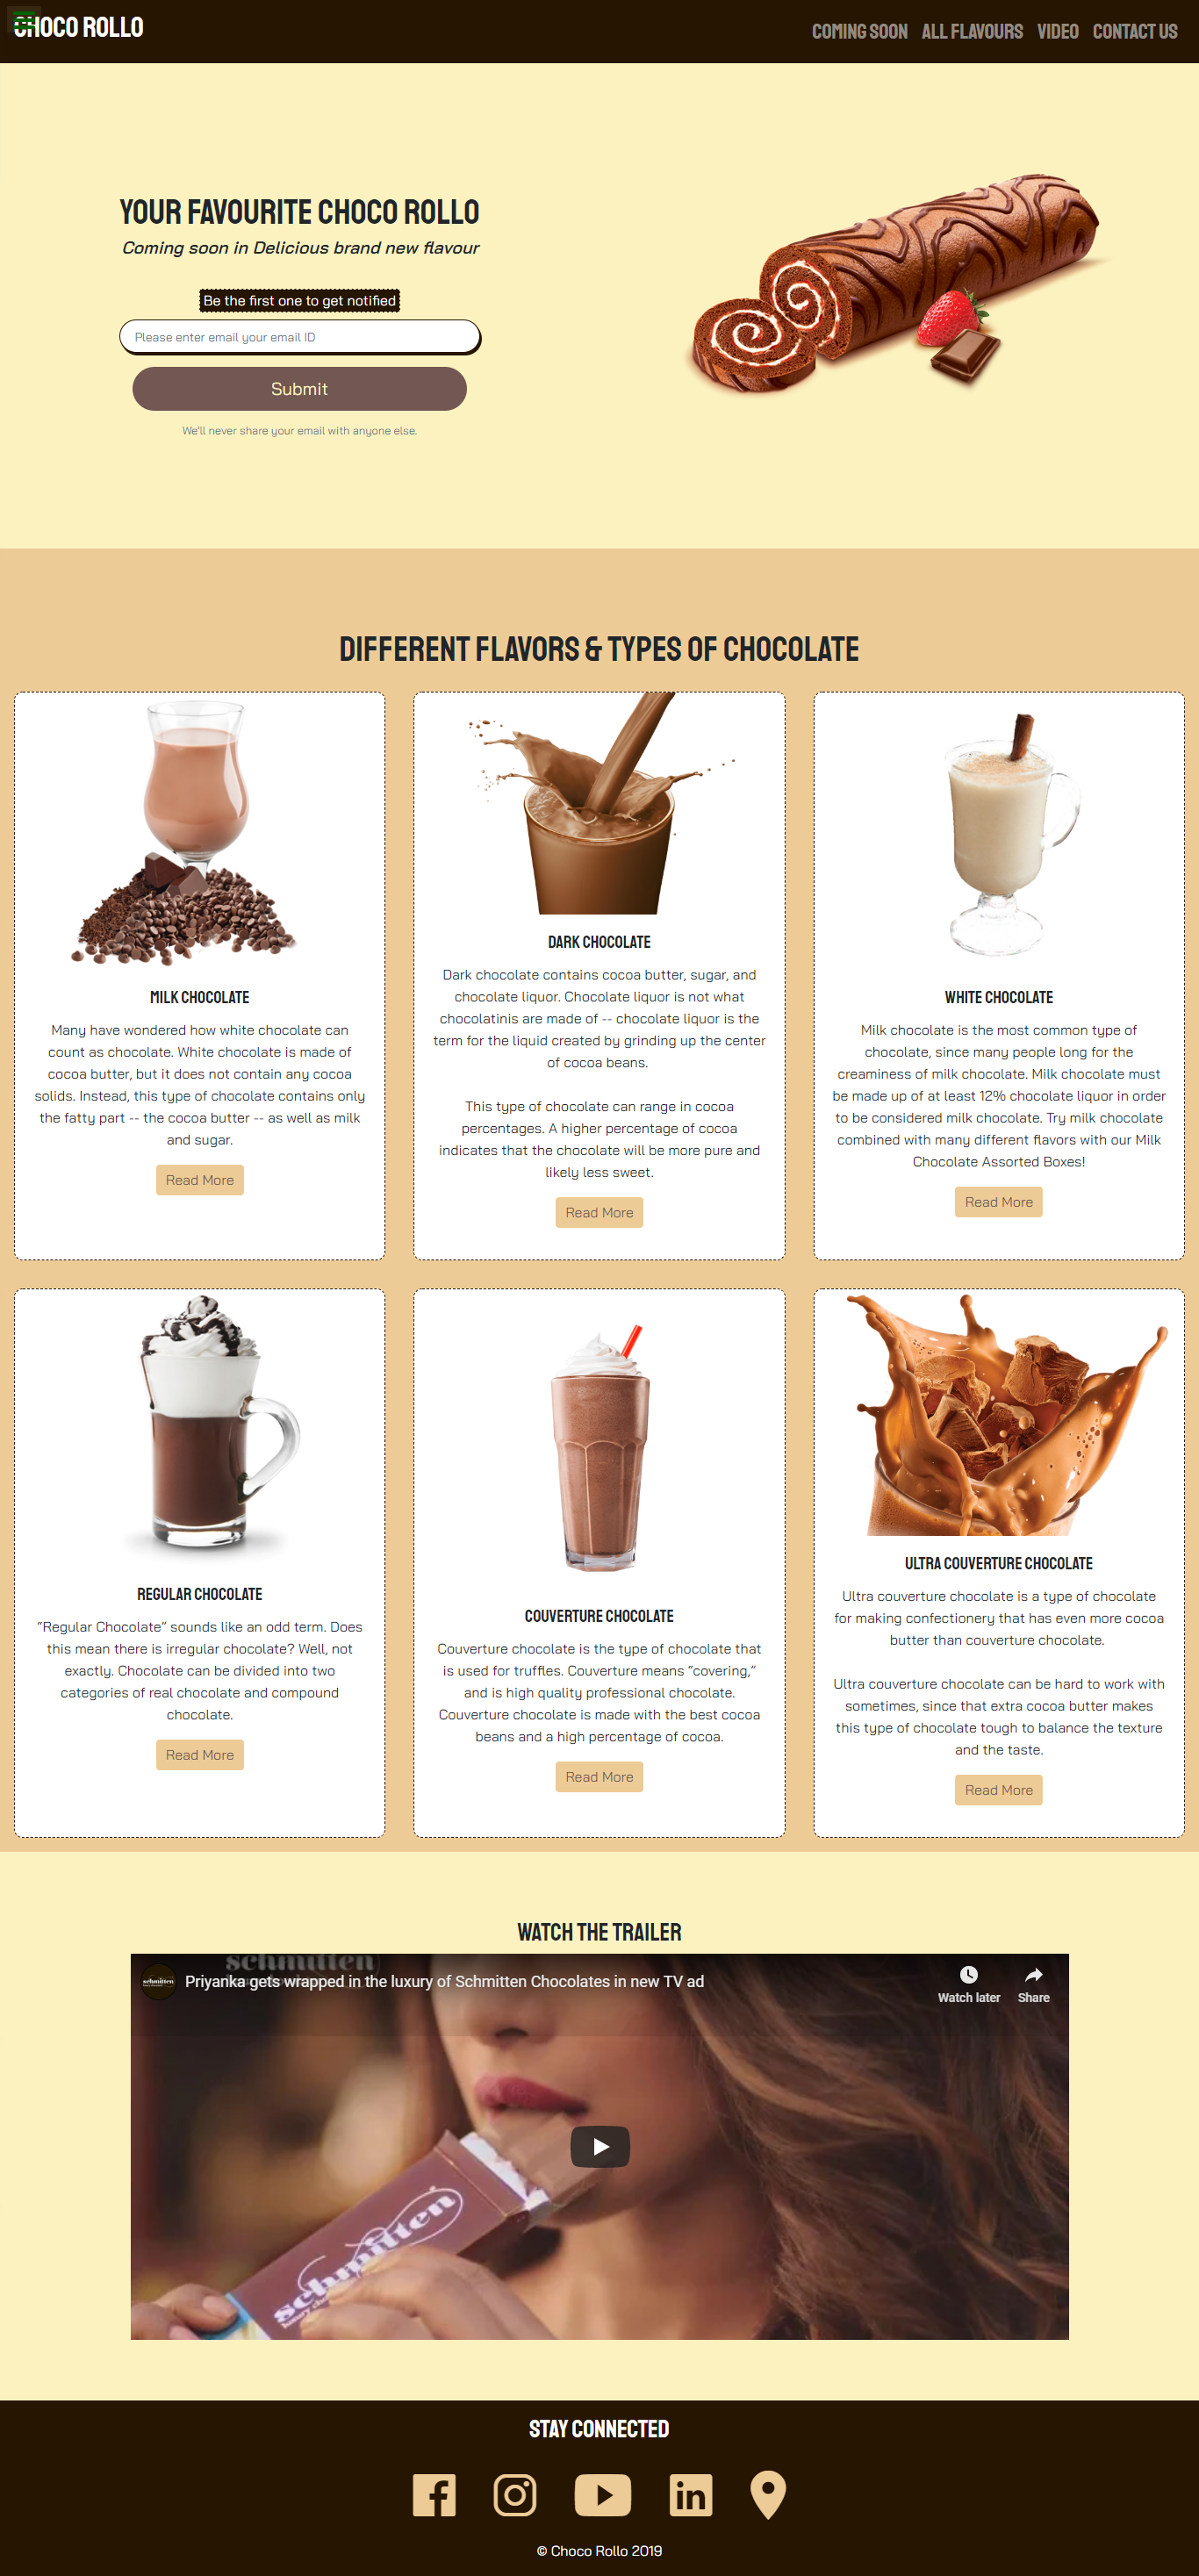 CHOCO ROLLO
COMING SOON ALL FLAVOURS VIDEO CONTACT US
YOUR FAVOURITE CHOCO ROLLO
Coming soon in Delicious brand new flavour
Be the first one to get notified
Please enter email your email ID
Submit
We'll never share your email with anyone else.
DIFFERENT FLAVORS & TYPES OF CHOCOLATE
MILK CHOCOLATE
Many have wondered how white chocolate can
count as chocolate. White chocolate is made of
cocoa butter, but it does not contain any cocoa
solids. Instead, this type of chocolate contains only
the fatty part -- the cocoa butter -- as well as milk
and sugar.
Read More
DARK CHOCOLATE
Dark chocolate contains cocoa butter, sugar, and
chocolate liquor. Chocolate liquor is not what
chocolatinis are made of -- chocolate liquor is the
term for the liquid created by grinding up the center
of cocoa beans.
This type of chocolate can range in cocoa
percentages. A higher percentage of cocoa
indicates that the chocolate will be more pure and
likely less sweet.
Read More
WHITE CHOCOLATE
Milk chocolate is the most common type of
chocolate, since many people long for the
creaminess of milk chocolate. Milk chocolate must
be made up of at least 12% chocolate liquor in order
to be considered milk chocolate. Try milk chocolate
combined with many different flavors with our Milk
Chocolate Assorted Boxes!
Read More
REGULAR CHOCOLATE
“Regular Chocolate” sounds like an odd term. Does
this mean there is irregular chocolate? Well, not
exactly. Chocolate can be divided into two
categories of real chocolate and compound
chocolate.
Read More
COUVERTURE CHOCOLATE
Couverture chocolate is the type of chocolate that
is used for truffles. Couverture means “covering,”
and is high quality professional chocolate.
Couverture chocolate is made with the best cocoa
beans and a high percentage of cocoa.
Read More
ULTRA COUVERTURE CHOCOLATE
Ultra couverture chocolate is a type of chocolate
for making confectionery that has even more cocoa
butter than couverture chocolate.
Ultra couverture chocolate can be hard to work with
sometimes, since that extra cocoa butter makes
this type of chocolate tough to balance the texture
and the taste.
Read More
WATCH THE TRAILER
schmitten
schmitten
Priyanka gets wrapped in the luxury of Schmitten Chocolates in new TV ad
Watch later
Share
schmitten
STAY CONNECTED
© Choco Rollo 2019